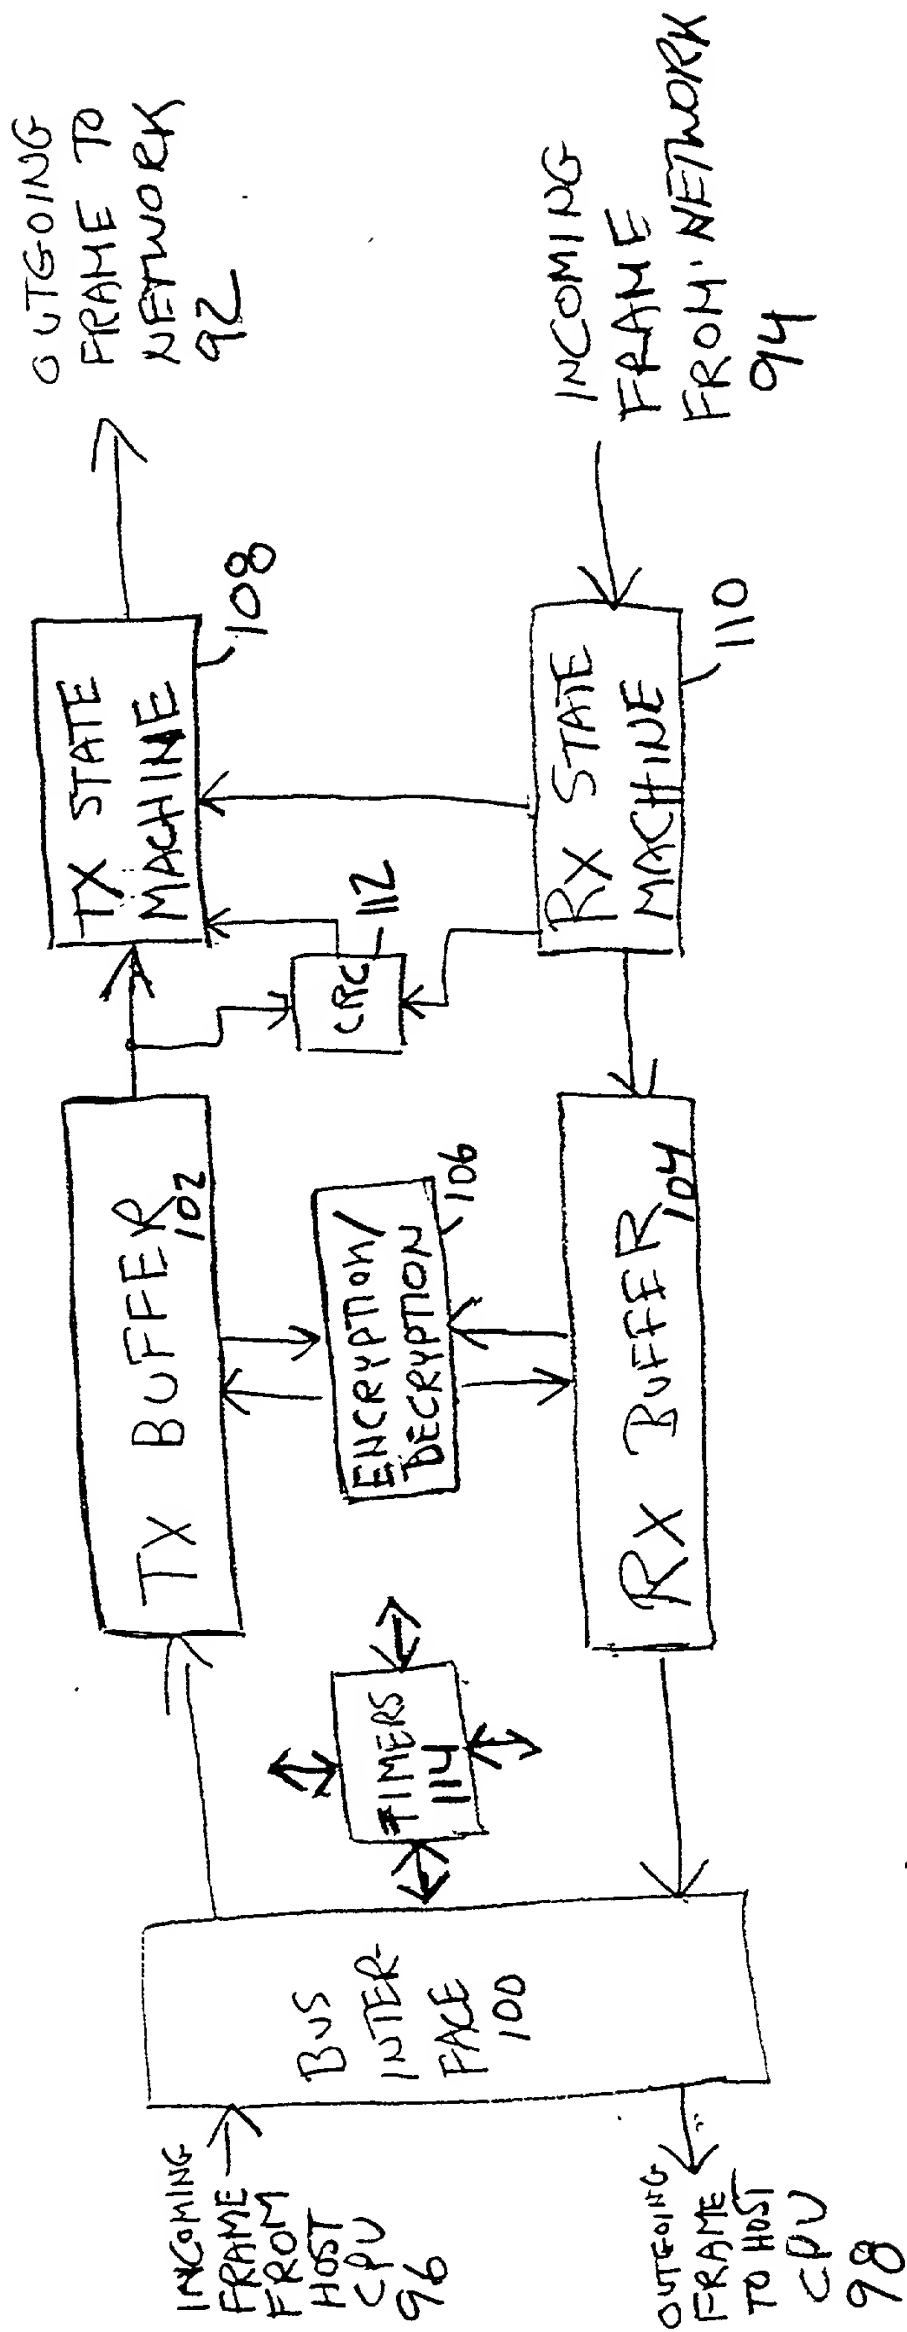 INCOMING
FRAME
FROM
HOST
CPU
96
OUTGOING
FRAME
TO HOST
CPU
98
BUS
INTER-
FACE
100
TIMERS
114
TX BUFFER
102
ENCRYPTION/
DECRYPTION
106
RX BUFFER
104
CRC
112
TX STATE
MACHINE
108
RX STATE
MACHINE
110
OUTGOING
FRAME TO
NETWORK
92
INCOMING
FRAME
FROM NETWORK
94